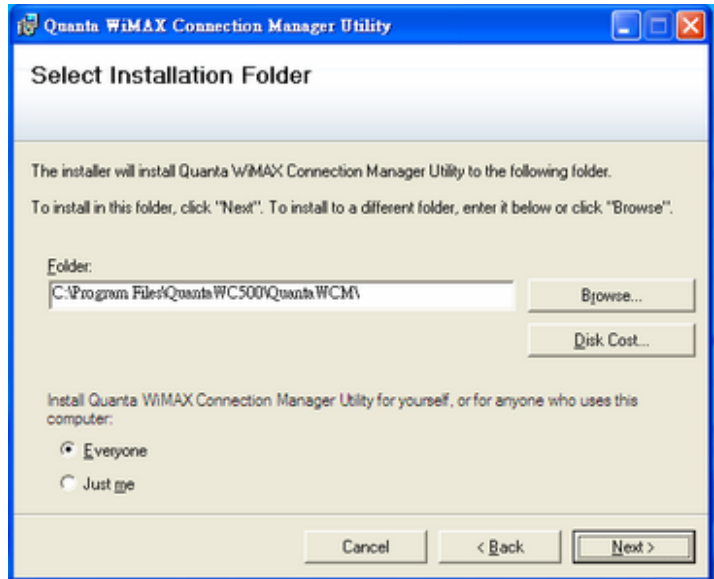 Quanta WiMAX Connection Manager Utility
Select Installation Folder
The installer will install Quanta WiMAX Connection Manager Utility to the following folder.
To install in this folder, click "Next". To install to a different folder, enter it below or click "Browse".
Folder:
C:\Program Files\QuantaWC500\QuantaWCM\
Browse...
Disk Cost...
Install Quanta WiMAX Connection Manager Utility for yourself, or for anyone who uses this
computer:
Everyone
Just me
Cancel
< Back
Next >